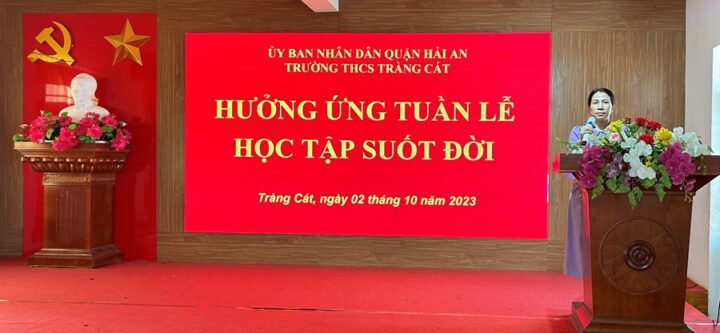 ỦY BAN NHÂN DÂN QUẬN HẢI AN
TRƯỜNG THCS TRÀNG CÁT
HƯỞNG ỨNG TUẦN LỄ
HỌC TẬP SUỐT ĐỜI
Tràng Cát, ngày 02 tháng 10 năm 2023